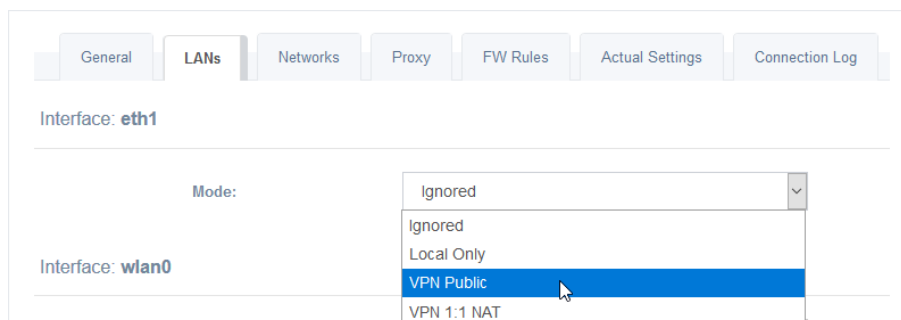 General LANs Networks Proxy FW Rules Actual Settings Connection Log
Interface: eth1
Mode: Ignored
Ignored
Local Only
Interface: wlan0
VPN Public
VPN 1:1 NAT